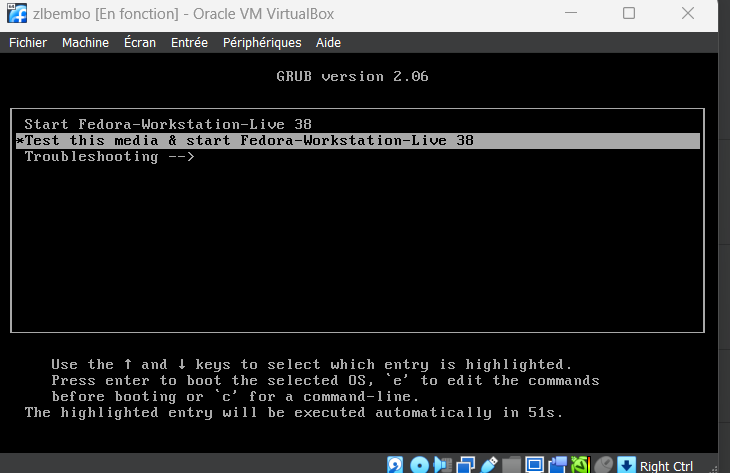 zlbembo [En fonction] - Oracle VM VirtualBox
Fichier Machine Écran Entrée Périphériques Aide
GRUB version 2.06
Start Fedora-Workstation-Live 38
*Test this media & start Fedora-Workstation-Live 38
Troubleshooting -->
Use the ↑ and ↓ keys to select which entry is highlighted.
Press enter to boot the selected OS, `e' to edit the commands
before booting or `c' for a command-line.
The highlighted entry will be executed automatically in 51s.
Right Ctrl